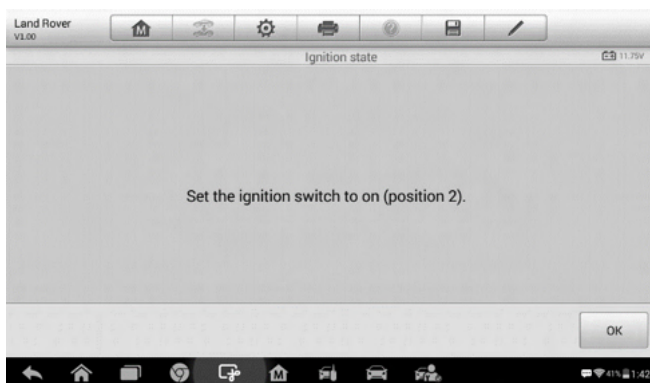 Land Rover
V1.00
Ignition state
11.75V
Set the ignition switch to on (position 2).
OK
41% 1:42